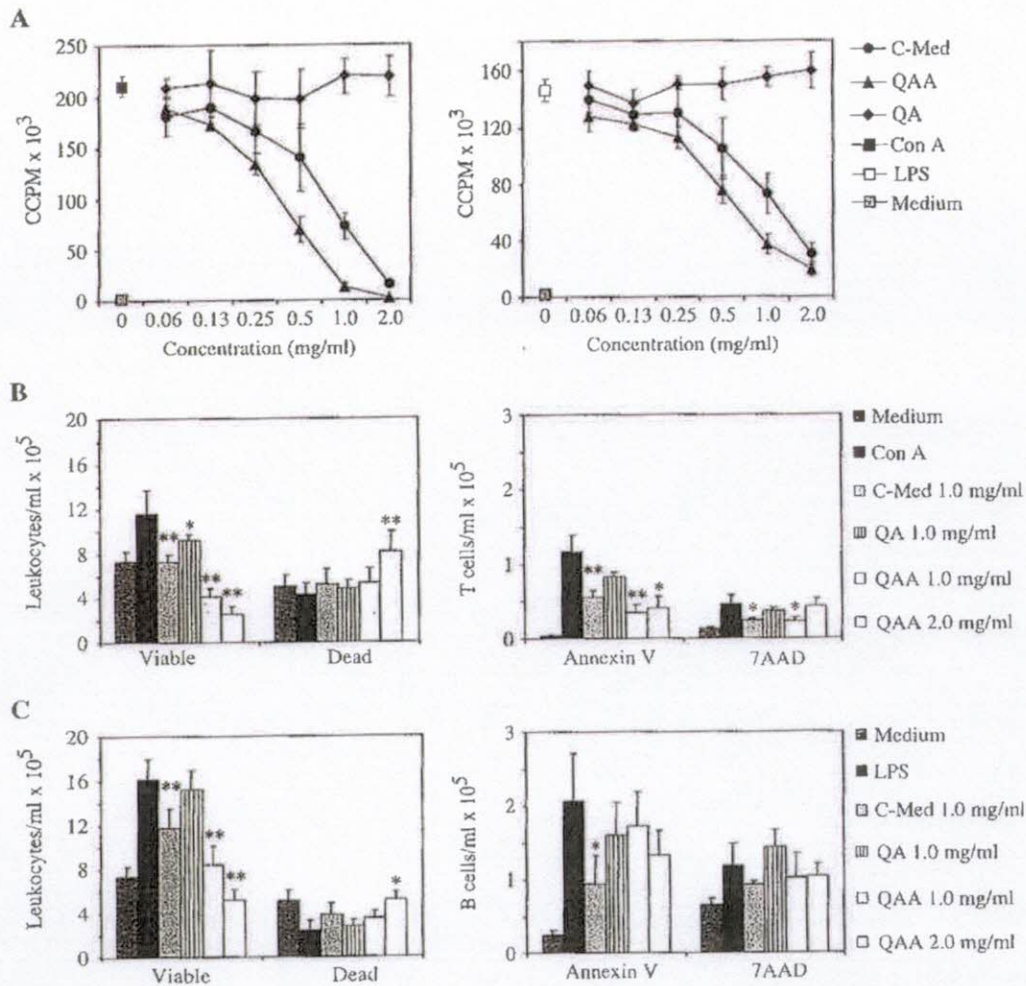 A
CCPM x 10³
250
200
150
100
50
0
0 0.06 0.13 0.25 0.5 1.0 2.0
Concentration (mg/ml)
CCPM x 10³
160
120
80
40
0
0 0.06 0.13 0.25 0.5 1.0 2.0
Concentration (mg/ml)
C-Med
QAA
QA
Con A
LPS
Medium
B
Leukocytes/ml x 10⁵
20
16
12
8
4
0
** * ** ** **
Viable Dead
T cells/ml x 10⁵
3
2
1
0
** ** * * *
Annexin V 7AAD
Medium
Con A
C-Med 1.0 mg/ml
QA 1.0 mg/ml
QAA 1.0 mg/ml
QAA 2.0 mg/ml
C
Leukocytes/ml x 10⁵
20
16
12
8
4
0
** ** ** *
Viable Dead
B cells/ml x 10⁵
3
2
1
0
*
Annexin V 7AAD
Medium
LPS
C-Med 1.0 mg/ml
QA 1.0 mg/ml
QAA 1.0 mg/ml
QAA 2.0 mg/ml